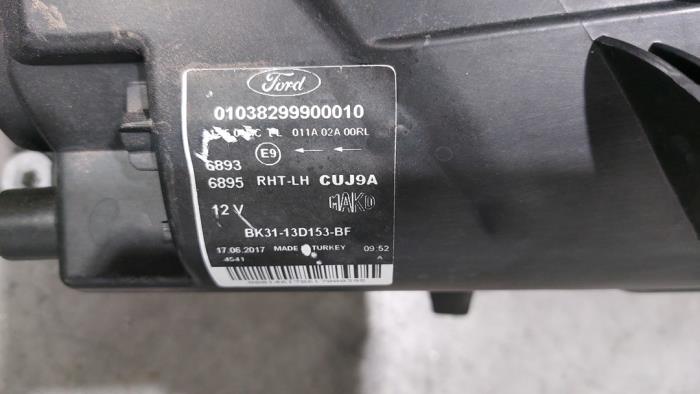 Ford
01038299900010
011A 02A 00RL
E9
6893
6895 RHT-LH CUJ9A
MAKO
12 V
BK31-13D153-BF
17.06.2017 MADE TURKEY 09:52
4541 A